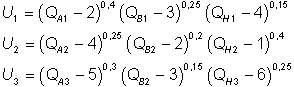 U₁ = (Q_A1 − 2)^0,4 (Q_B1 − 3)^0,25 (Q_H1 − 4)^0,15
U₂ = (Q_A2 − 4)^0,25 (Q_B2 − 2)^0,2 (Q_H2 − 1)^0,4
U₃ = (Q_A3 − 5)^0,3 (Q_B2 − 3)^0,15 (Q_H3 − 6)^0,25